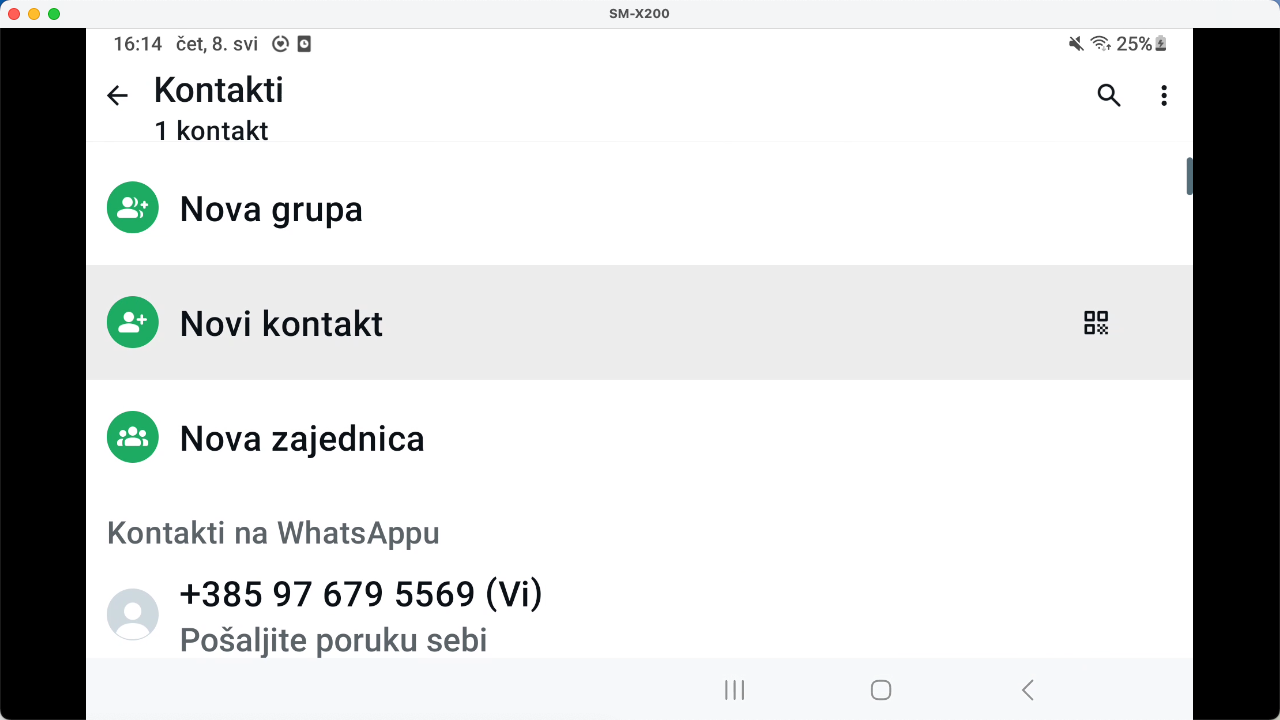 SM-X200
16:14 čet, 8. svi
25%
Kontakti
1 kontakt
Nova grupa
Novi kontakt
Nova zajednica
Kontakti na WhatsAppu
+385 97 679 5569 (Vi)
Pošaljite poruku sebi